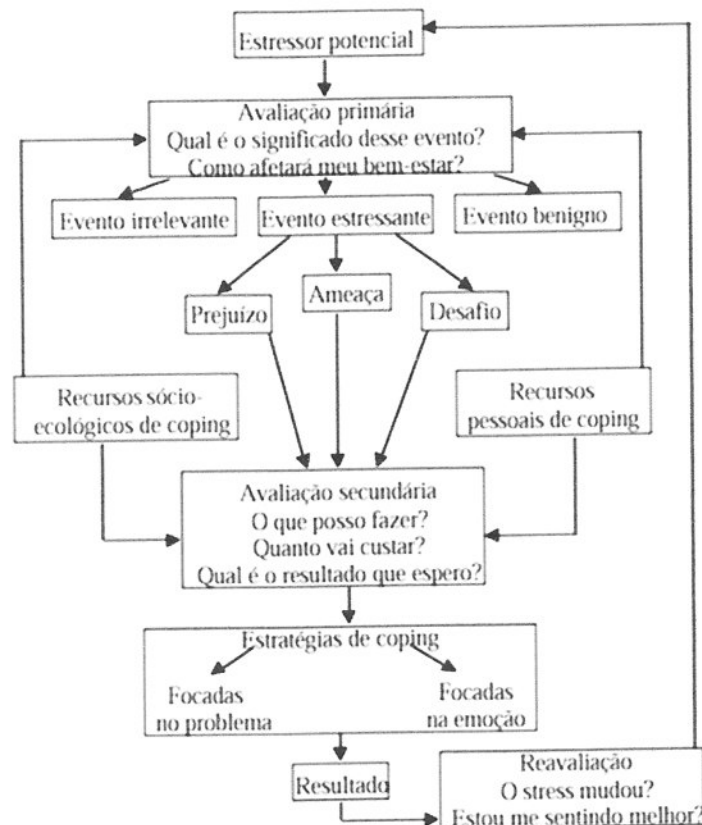 Estressor potencial
Avaliação primária
Qual é o significado desse evento?
Como afetará meu bem-estar?
Evento irrelevante
Evento estressante
Evento benigno
Prejuízo
Ameaça
Desafio
Recursos sócio-
ecológicos de coping
Recursos
pessoais de coping
Avaliação secundária
O que posso fazer?
Quanto vai custar?
Qual é o resultado que espero?
Estratégias de coping
Focadas
no problema
Focadas
na emoção
Resultado
Reavaliação
O stress mudou?
Estou me sentindo melhor?